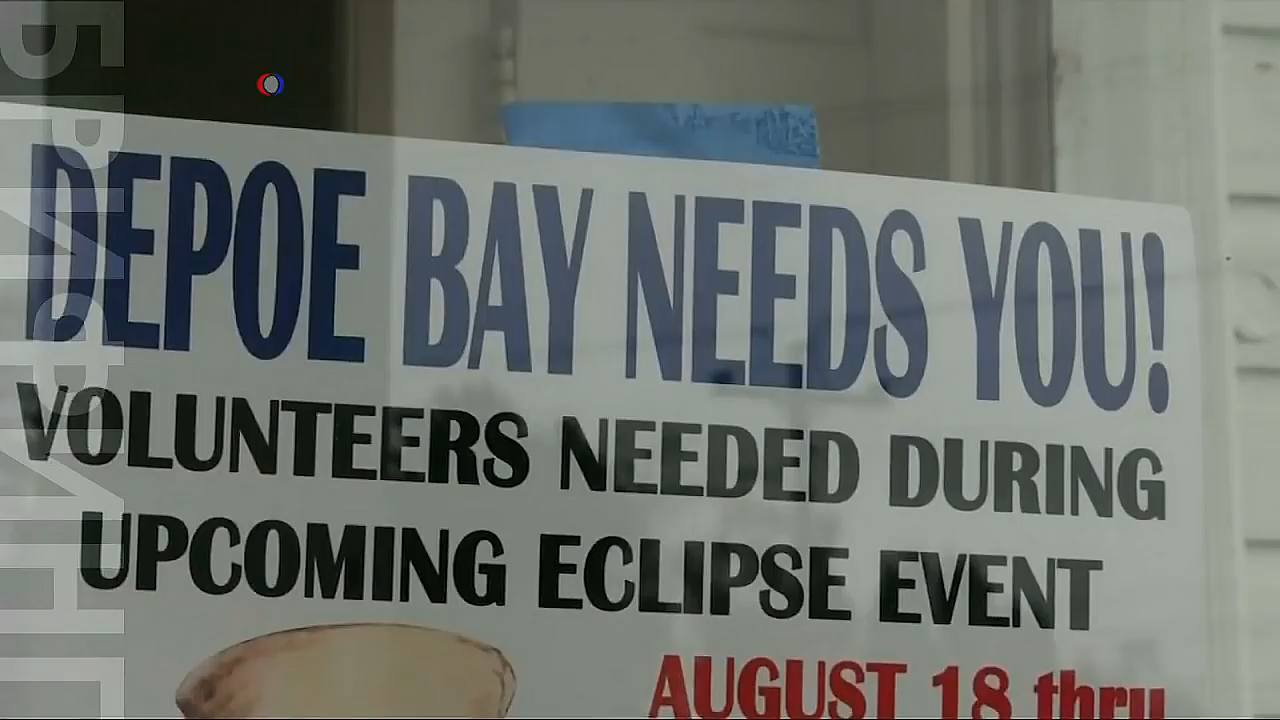 DEPOE BAY NEEDS YOU!
VOLUNTEERS NEEDED DURING
UPCOMING ECLIPSE EVENT
AUGUST 18 thru